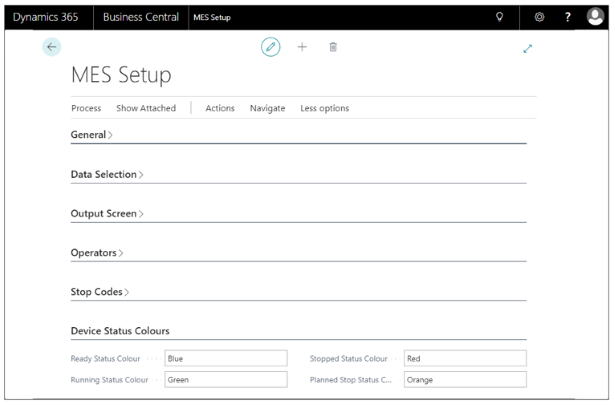 Dynamics 365 Business Central MES Setup ?
MES Setup
Process Show Attached Actions Navigate Less options
General >
Data Selection >
Output Screen >
Operators >
Stop Codes >
Device Status Colours
Ready Status Colour Blue Stopped Status Colour Red
Running Status Colour Green Planned Stop Status C... Orange